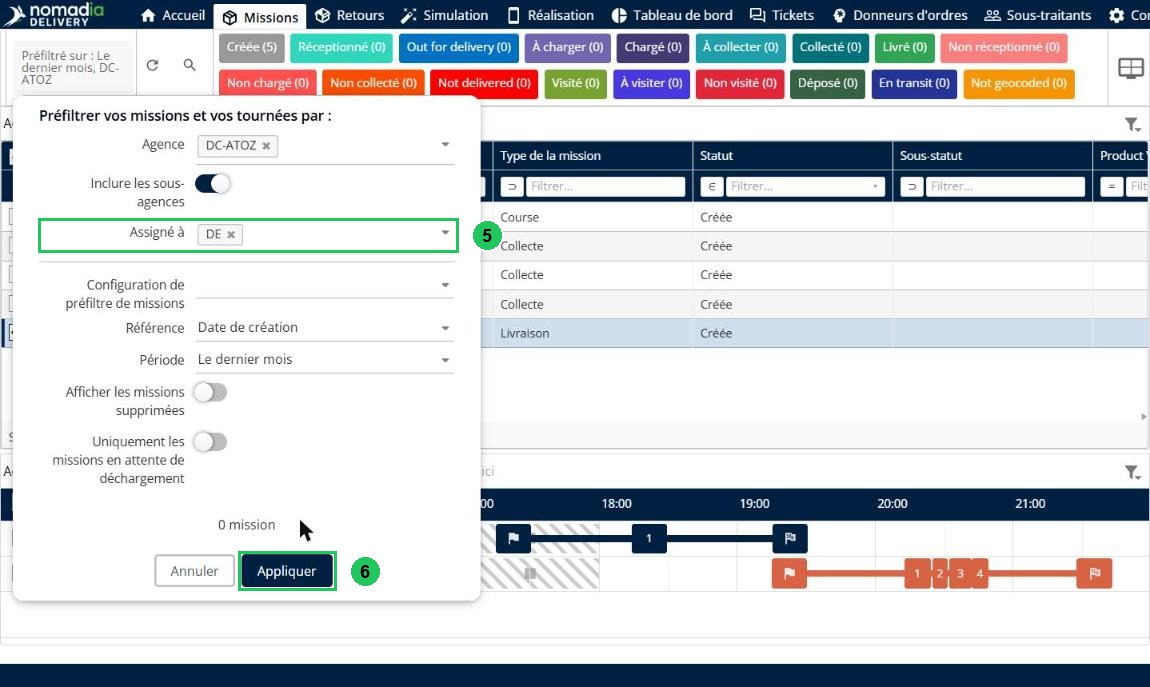 nomadia
DELIVERY
Accueil
Missions
Retours
Simulation
Réalisation
Tableau de bord
Tickets
Donneurs d'ordres
Sous-traitants
Préfiltré sur : Le
dernier mois, DC-
ATOZ
Créée (5)
Réceptionné (0)
Out for delivery (0)
À charger (0)
Chargé (0)
À collecter (0)
Collecté (0)
Livré (0)
Non réceptionné (0)
Non chargé (0)
Non collecté (0)
Not delivered (0)
Visité (0)
À visiter (0)
Non visité (0)
Déposé (0)
En transit (0)
Not geocoded (0)
Préfiltrer vos missions et vos tournées par :
Agence
DC-ATOZ
Inclure les sous-
agences
Assigné à
DE
5
Configuration de
préfiltre de missions
Référence
Date de création
Période
Le dernier mois
Afficher les missions
supprimées
Uniquement les
missions en attente de
déchargement
0 mission
Annuler
Appliquer
6
Type de la mission
Statut
Sous-statut
Product
⊃ Filtrer...
∈ Filtrer...
⊃ Filtrer...
= Filt
Course
Créée
Collecte
Créée
Collecte
Créée
Collecte
Créée
Livraison
Créée
ici
:00
18:00
19:00
20:00
21:00
1
1
2
3
4